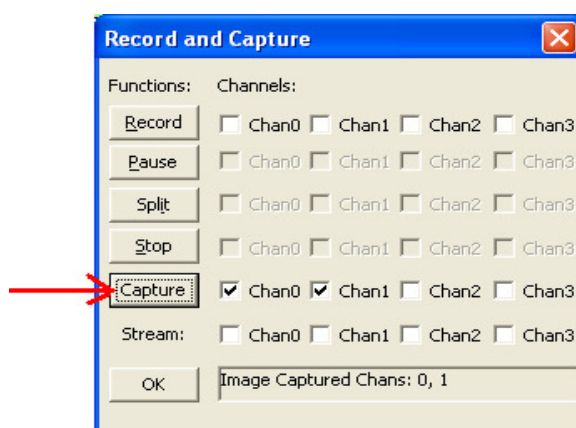 Record and Capture
Functions: Channels:
Record Chan0 Chan1 Chan2 Chan3
Pause Chan0 Chan1 Chan2 Chan3
Split Chan0 Chan1 Chan2 Chan3
Stop Chan0 Chan1 Chan2 Chan3
Capture Chan0 Chan1 Chan2 Chan3
Stream: Chan0 Chan1 Chan2 Chan3
OK Image Captured Chans: 0, 1